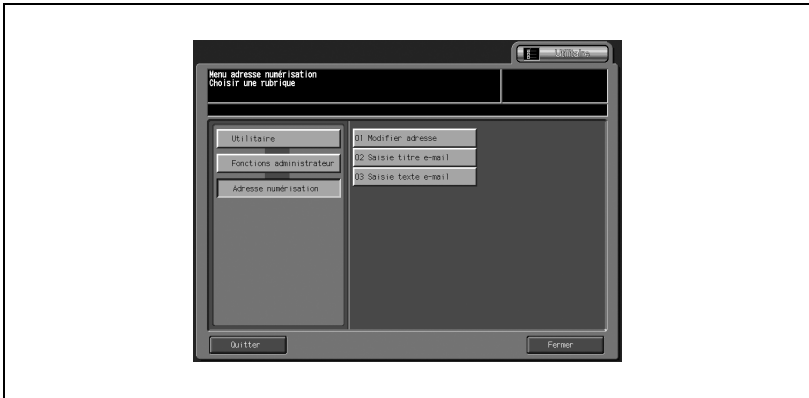 Utilitaire
Menu adresse numérisation
Choisir une rubrique
Utilitaire
01 Modifier adresse
Fonctions administrateur
02 Saisie titre e-mail
Adresse numérisation
03 Saisie texte e-mail
Quitter
Fermer